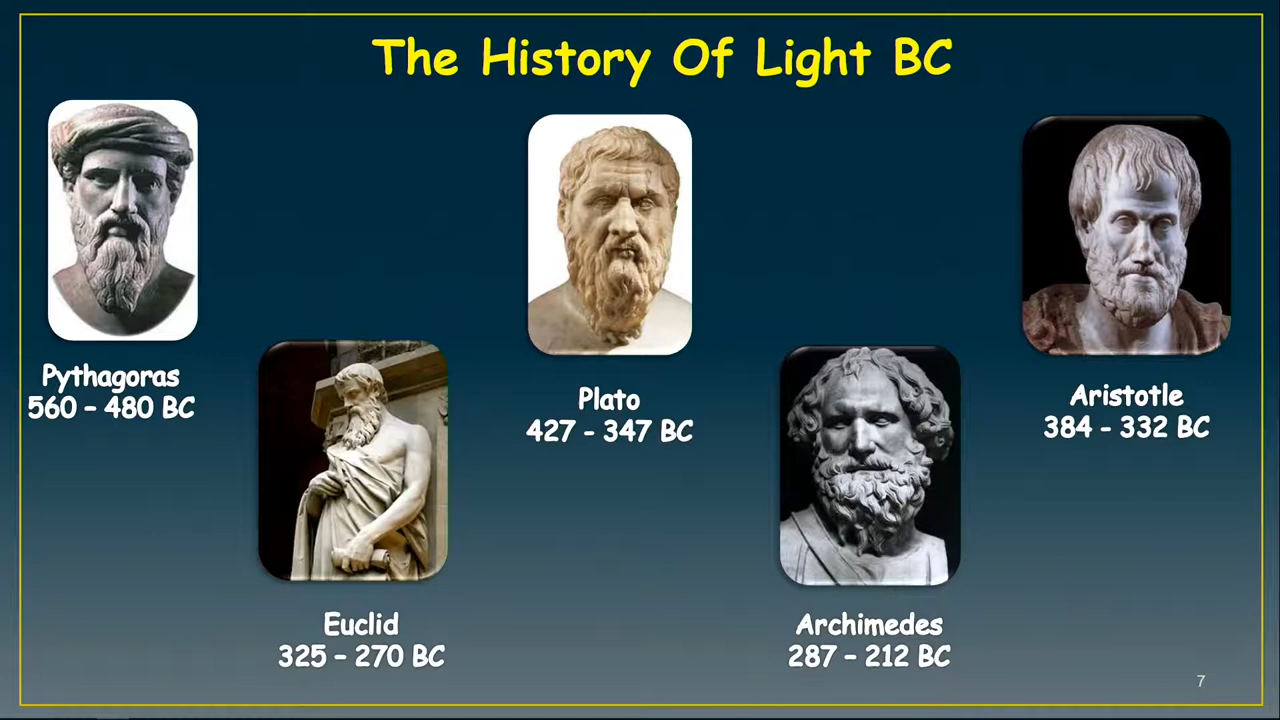 The History Of Light BC
Pythagoras
560 – 480 BC
Euclid
325 – 270 BC
Plato
427 - 347 BC
Archimedes
287 – 212 BC
Aristotle
384 - 332 BC
7